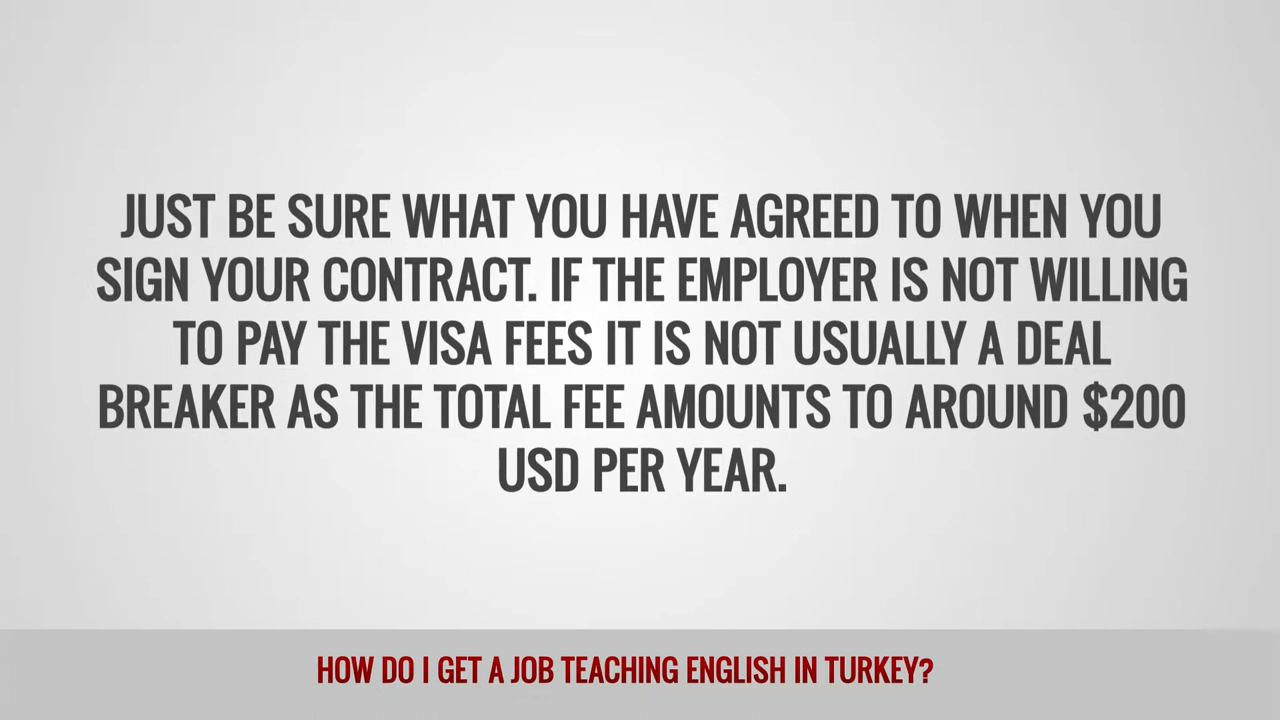 JUST BE SURE WHAT YOU HAVE AGREED TO WHEN YOU
SIGN YOUR CONTRACT. IF THE EMPLOYER IS NOT WILLING
TO PAY THE VISA FEES IT IS NOT USUALLY A DEAL
BREAKER AS THE TOTAL FEE AMOUNTS TO AROUND $200
USD PER YEAR.
HOW DO I GET A JOB TEACHING ENGLISH IN TURKEY?